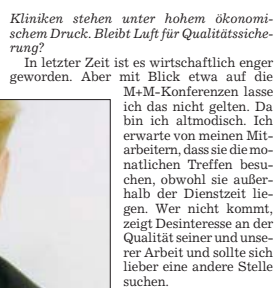 Kliniken stehen unter hohem ökonomi-
schem Druck. Bleibt Luft für Qualitätssiche-
rung?
In letzter Zeit ist es wirtschaftlich enger
geworden. Aber mit Blick etwa auf die
M+M-Konferenzen lasse
ich das nicht gelten. Da
bin ich altmodisch. Ich
erwarte von meinen Mit-
arbeitern, dass sie die mo-
natlichen Treffen besu-
chen, obwohl sie außer-
halb der Dienstzeit lie-
gen. Wer nicht kommt,
zeigt Desinteresse an der
Qualität seiner und unse-
rer Arbeit und sollte sich
lieber eine andere Stelle
suchen.